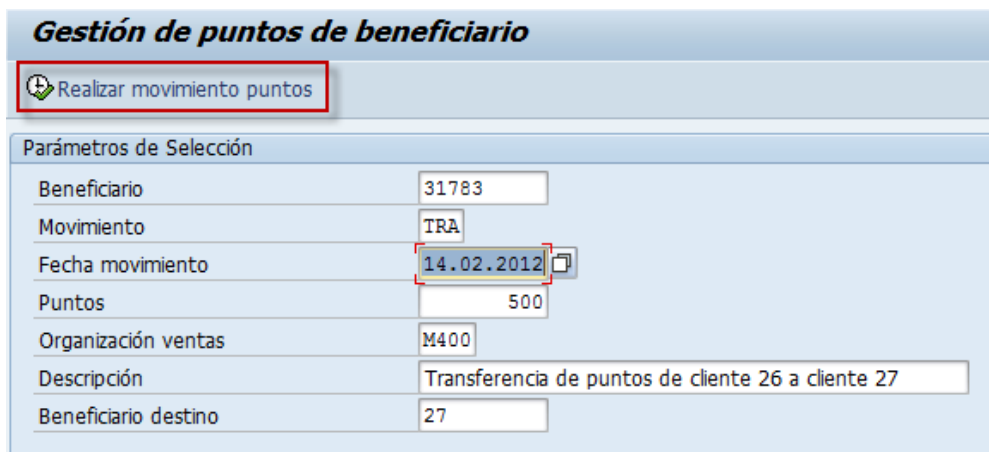 Gestión de puntos de beneficiario
Realizar movimiento puntos
Parámetros de Selección
Beneficiario 31783
Movimiento TRA
Fecha movimiento 14.02.2012
Puntos 500
Organización ventas M400
Descripción Transferencia de puntos de cliente 26 a cliente 27
Beneficiario destino 27